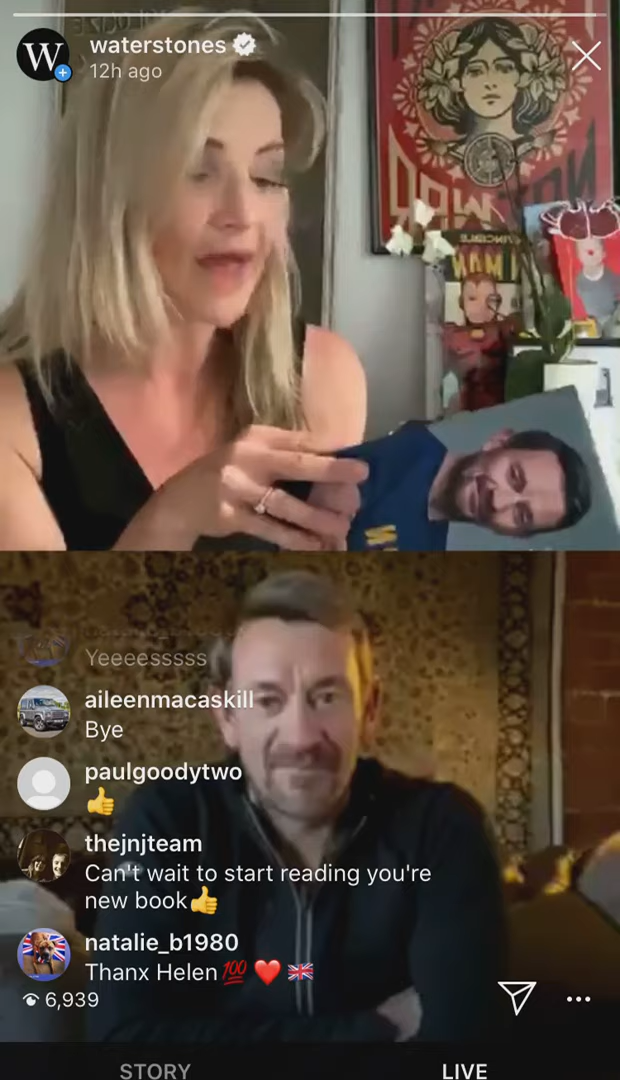 W
waterstones
12h ago
Yeeeesssss
aileenmacaskill
Bye
paulgoodytwo
👍
thejnjteam
Can't wait to start reading you're
new book👍
natalie_b1980
Thanx Helen💯❤️🇬🇧
6,939
STORY
LIVE